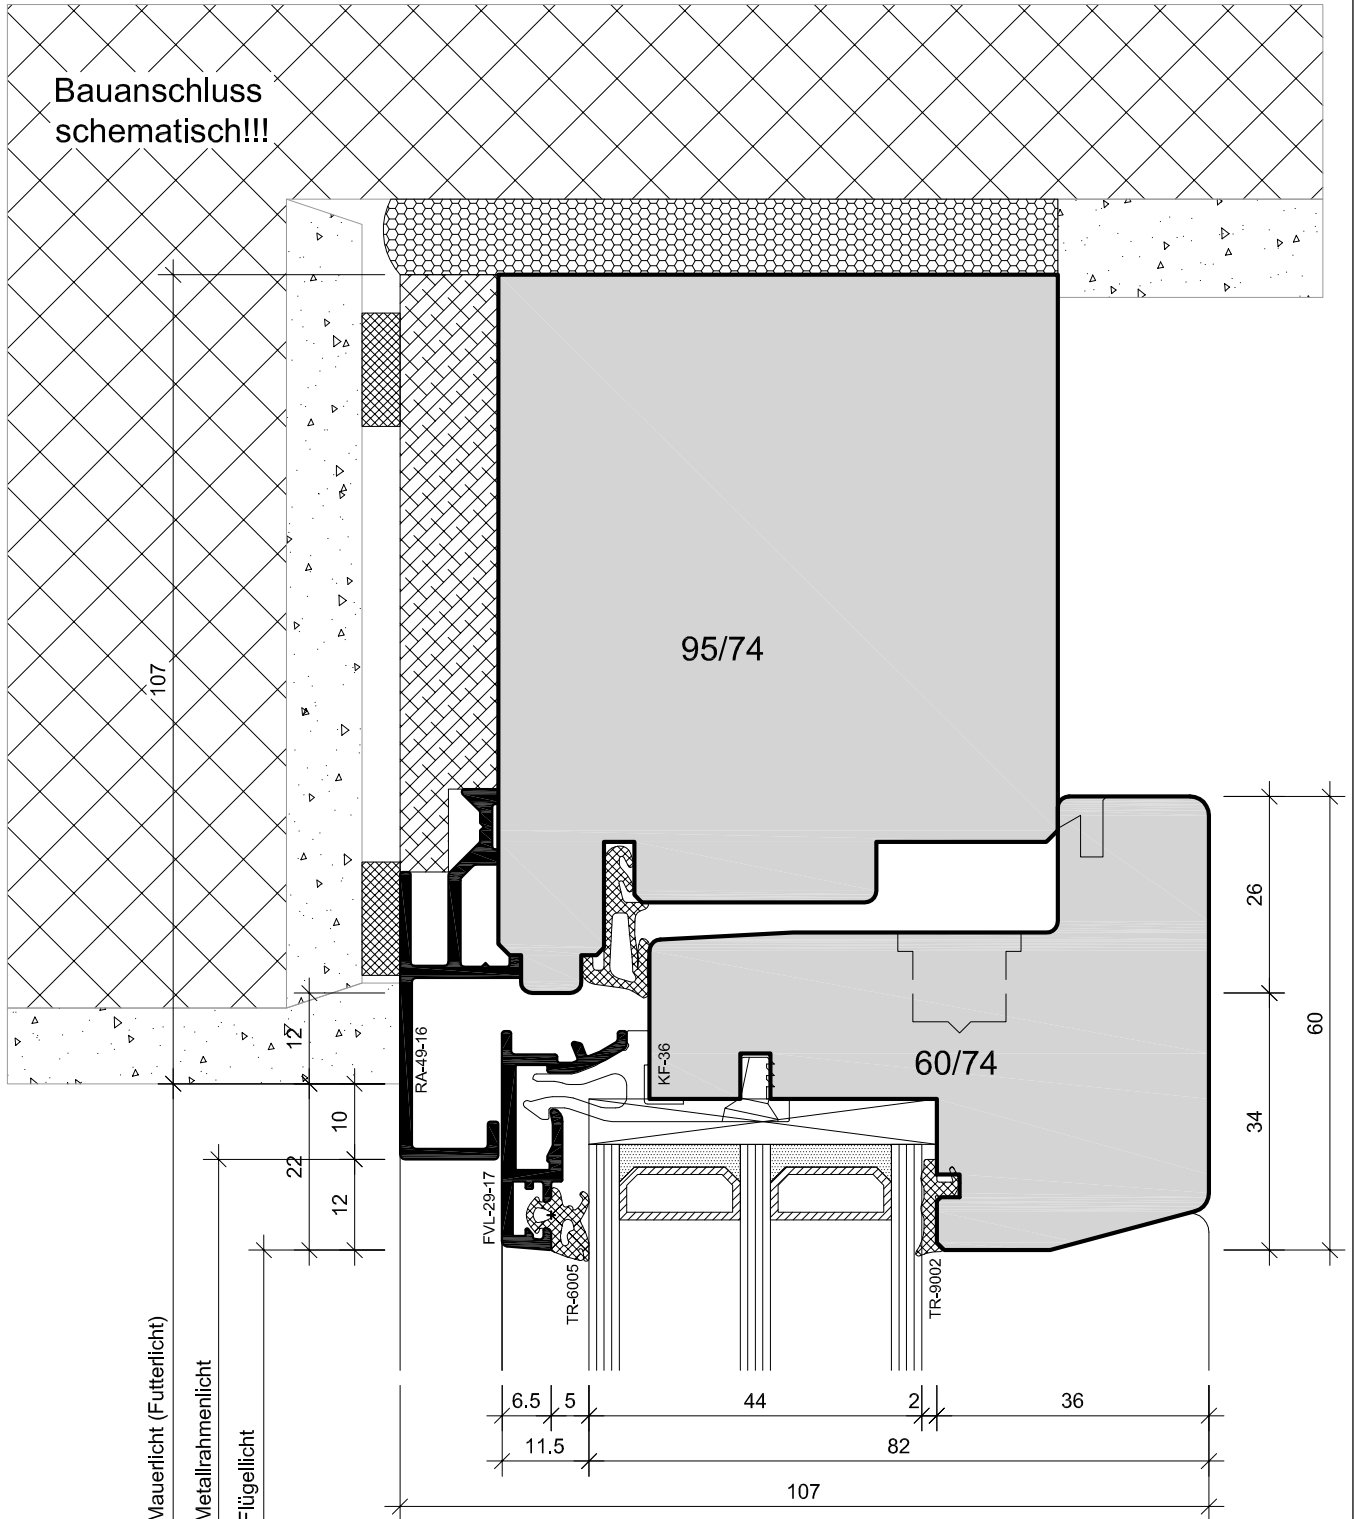 Bauanschluss
schematisch!!!
95/74
107
26
60
12
RA-49-16
KF-36
60/74
10
34
22
12
FVL-29-17
TR-6005
TR-9002
Mauerlicht (Futterlicht)
Metallrahmenlicht
Flügellicht
6.5
5
44
2
36
11.5
82
107